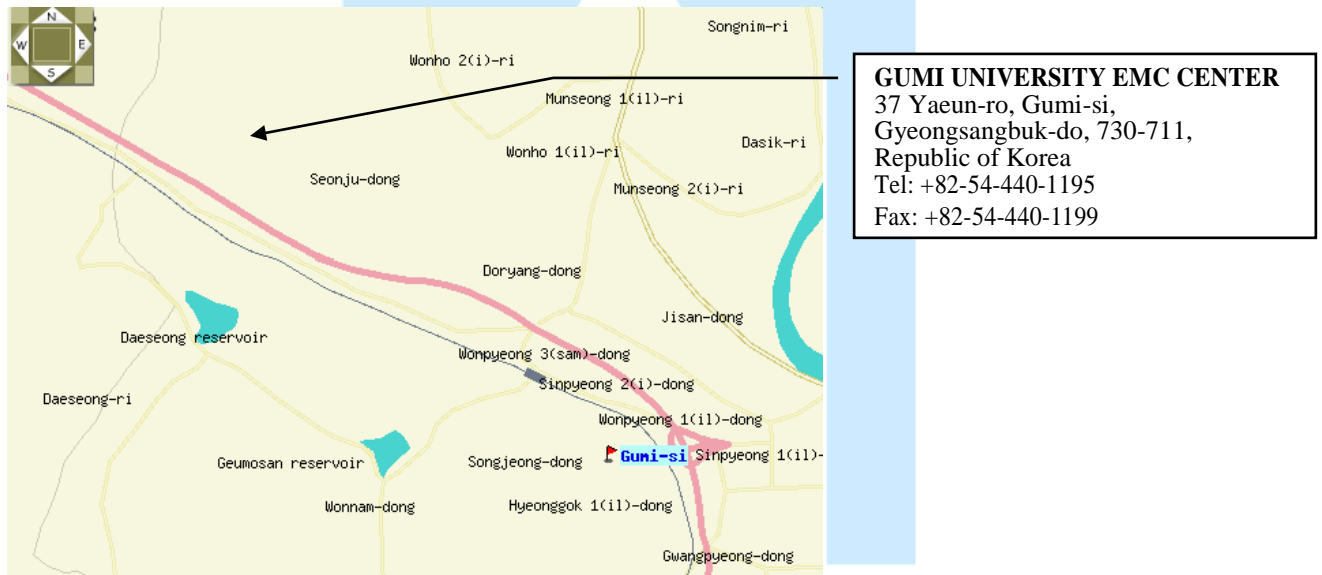 N
W
E
S
Songnim-ri
Wonho 2(i)-ri
Munseong 1(il)-ri
Dasik-ri
Wonho 1(il)-ri
Seonju-dong
Munseong 2(i)-ri
Doryang-dong
Jisan-dong
Daeseong reservoir
Wonpyeong 3(sam)-dong
Sinpyeong 2(i)-dong
Daeseong-ri
Wonpyeong 1(il)-dong
Gumi-si
Sinpyeong 1(il)-
Geumosan reservoir
Songjeong-dong
Wonnam-dong
Hyeonggok 1(il)-dong
Gwangpyeong-dong
GUMI UNIVERSITY EMC CENTER
37 Yaeun-ro, Gumi-si,
Gyeongsangbuk-do, 730-711,
Republic of Korea
Tel: +82-54-440-1195
Fax: +82-54-440-1199